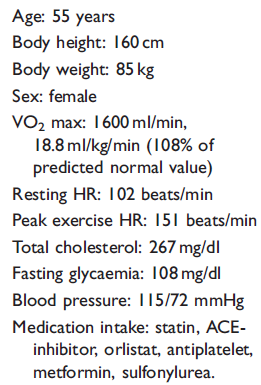 Age: 55 years
Body height: 160 cm
Body weight: 85 kg
Sex: female
VO₂ max: 1600 ml/min,
18.8 ml/kg/min (108% of
predicted normal value)
Resting HR: 102 beats/min
Peak exercise HR: 151 beats/min
Total cholesterol: 267 mg/dl
Fasting glycaemia: 108 mg/dl
Blood pressure: 115/72 mmHg
Medication intake: statin, ACE-
inhibitor, orlistat, antiplatelet,
metformin, sulfonylurea.